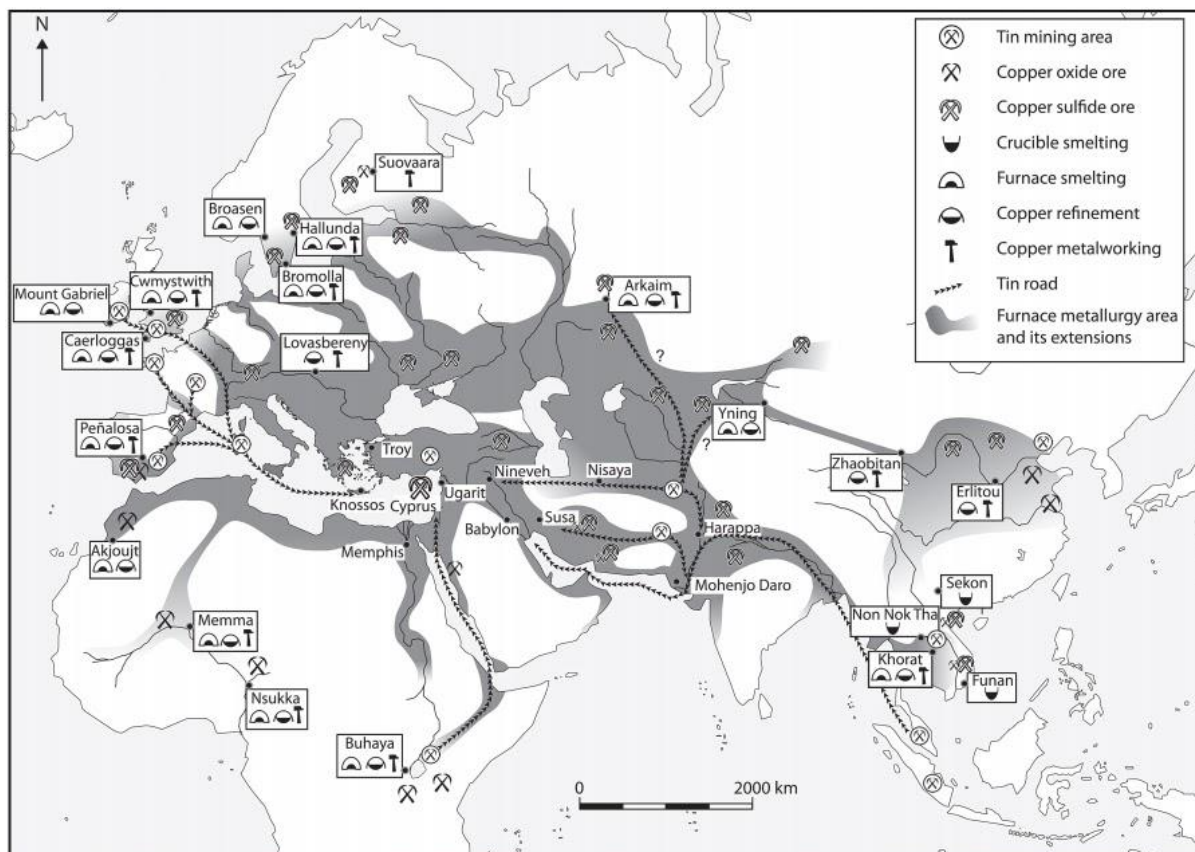 N
Tin mining area
Copper oxide ore
Copper sulfide ore
Crucible smelting
Furnace smelting
Copper refinement
Copper metalworking
Tin road
Furnace metallurgy area
and its extensions
Suovaara
Broasen
Hallunda
Cwmystwith
Bromolla
Mount Gabriel
Arkaim
Caerloggas
Lovasbereny
?
Yning
Peñalosa
Troy
?
Zhaobitan
Nineveh
Nisaya
Erlitou
Knossos
Cyprus
Ugarit
Babylon
Susa
Harappa
Akjoujt
Memphis
Mohenjo Daro
Sekon
Non Nok Tha
Memma
Khorat
Funan
Nsukka
Buhaya
0
2000 km